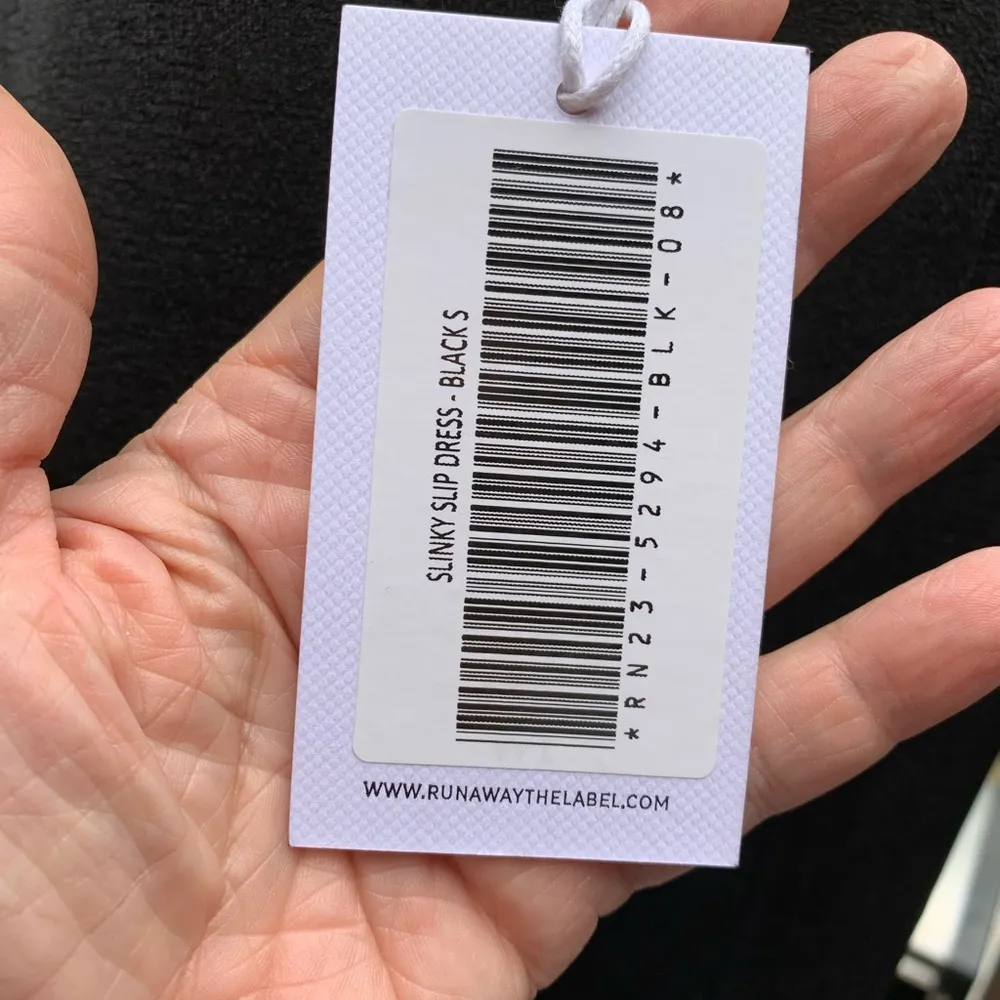 SLINKY SLIP DRESS - BLACK S
*RN23-5294-BLK-08*
WWW.RUNAWAYTHELABEL.COM